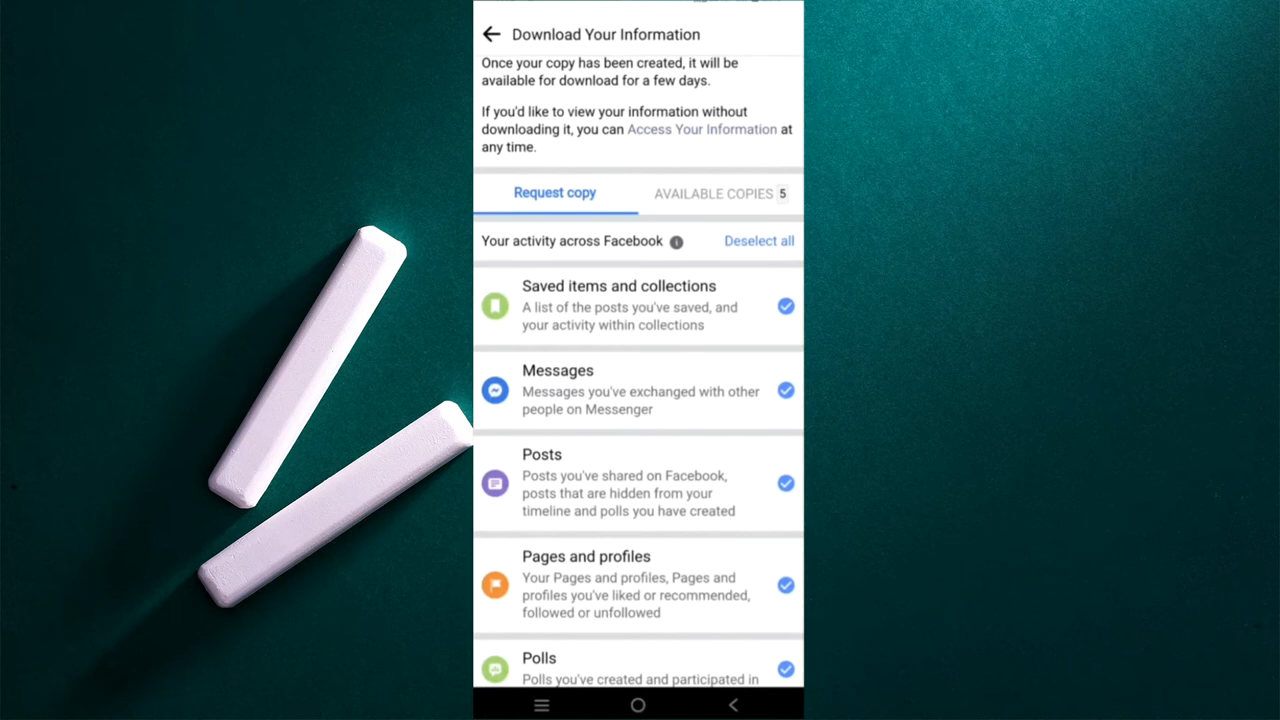 Download Your Information
Once your copy has been created, it will be
available for download for a few days.
If you'd like to view your information without
downloading it, you can Access Your Information at
any time.
Request copy
AVAILABLE COPIES 5
Your activity across Facebook
Deselect all
Saved items and collections
A list of the posts you've saved, and
your activity within collections
Messages
Messages you've exchanged with other
people on Messenger
Posts
Posts you've shared on Facebook,
posts that are hidden from your
timeline and polls you have created
Pages and profiles
Your Pages and profiles, Pages and
profiles you've liked or recommended,
followed or unfollowed
Polls
Polls you've created and participated in